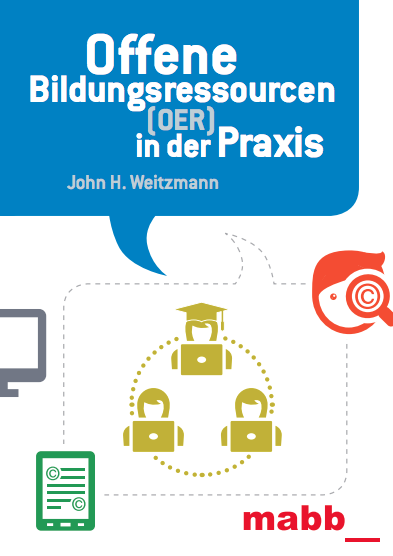 Offene
Bildungsressourcen
(OER)
in der Praxis
John H. Weitzmann
©
©
©
mabb